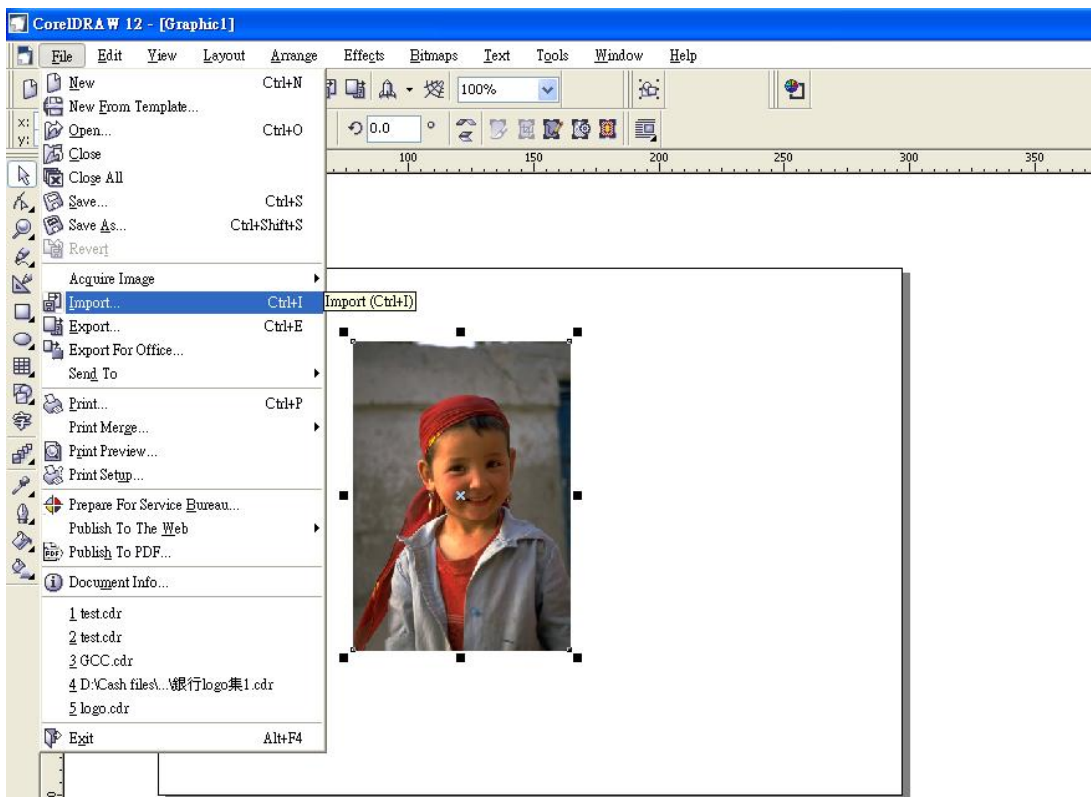 CorelDRAW 12 - [Graphic1]
File Edit View Layout Arrange Effects Bitmaps Text Tools Window Help
100%
x:
y:
0.0 °
100 150 200 250 300 350
New Ctrl+N
New From Template...
Open... Ctrl+O
Close
Close All
Save... Ctrl+S
Save As... Ctrl+Shift+S
Revert
Acquire Image
Import... Ctrl+I
Import (Ctrl+I)
Export... Ctrl+E
Export For Office...
Send To
Print... Ctrl+P
Print Merge...
Print Preview...
Print Setup...
Prepare For Service Bureau...
Publish To The Web
PDF Publish To PDF...
Document Info...
1 test.cdr
2 test.cdr
3 GCC.cdr
4 D:\Cash files\...\銀行logo集1.cdr
5 logo.cdr
Exit Alt+F4
字